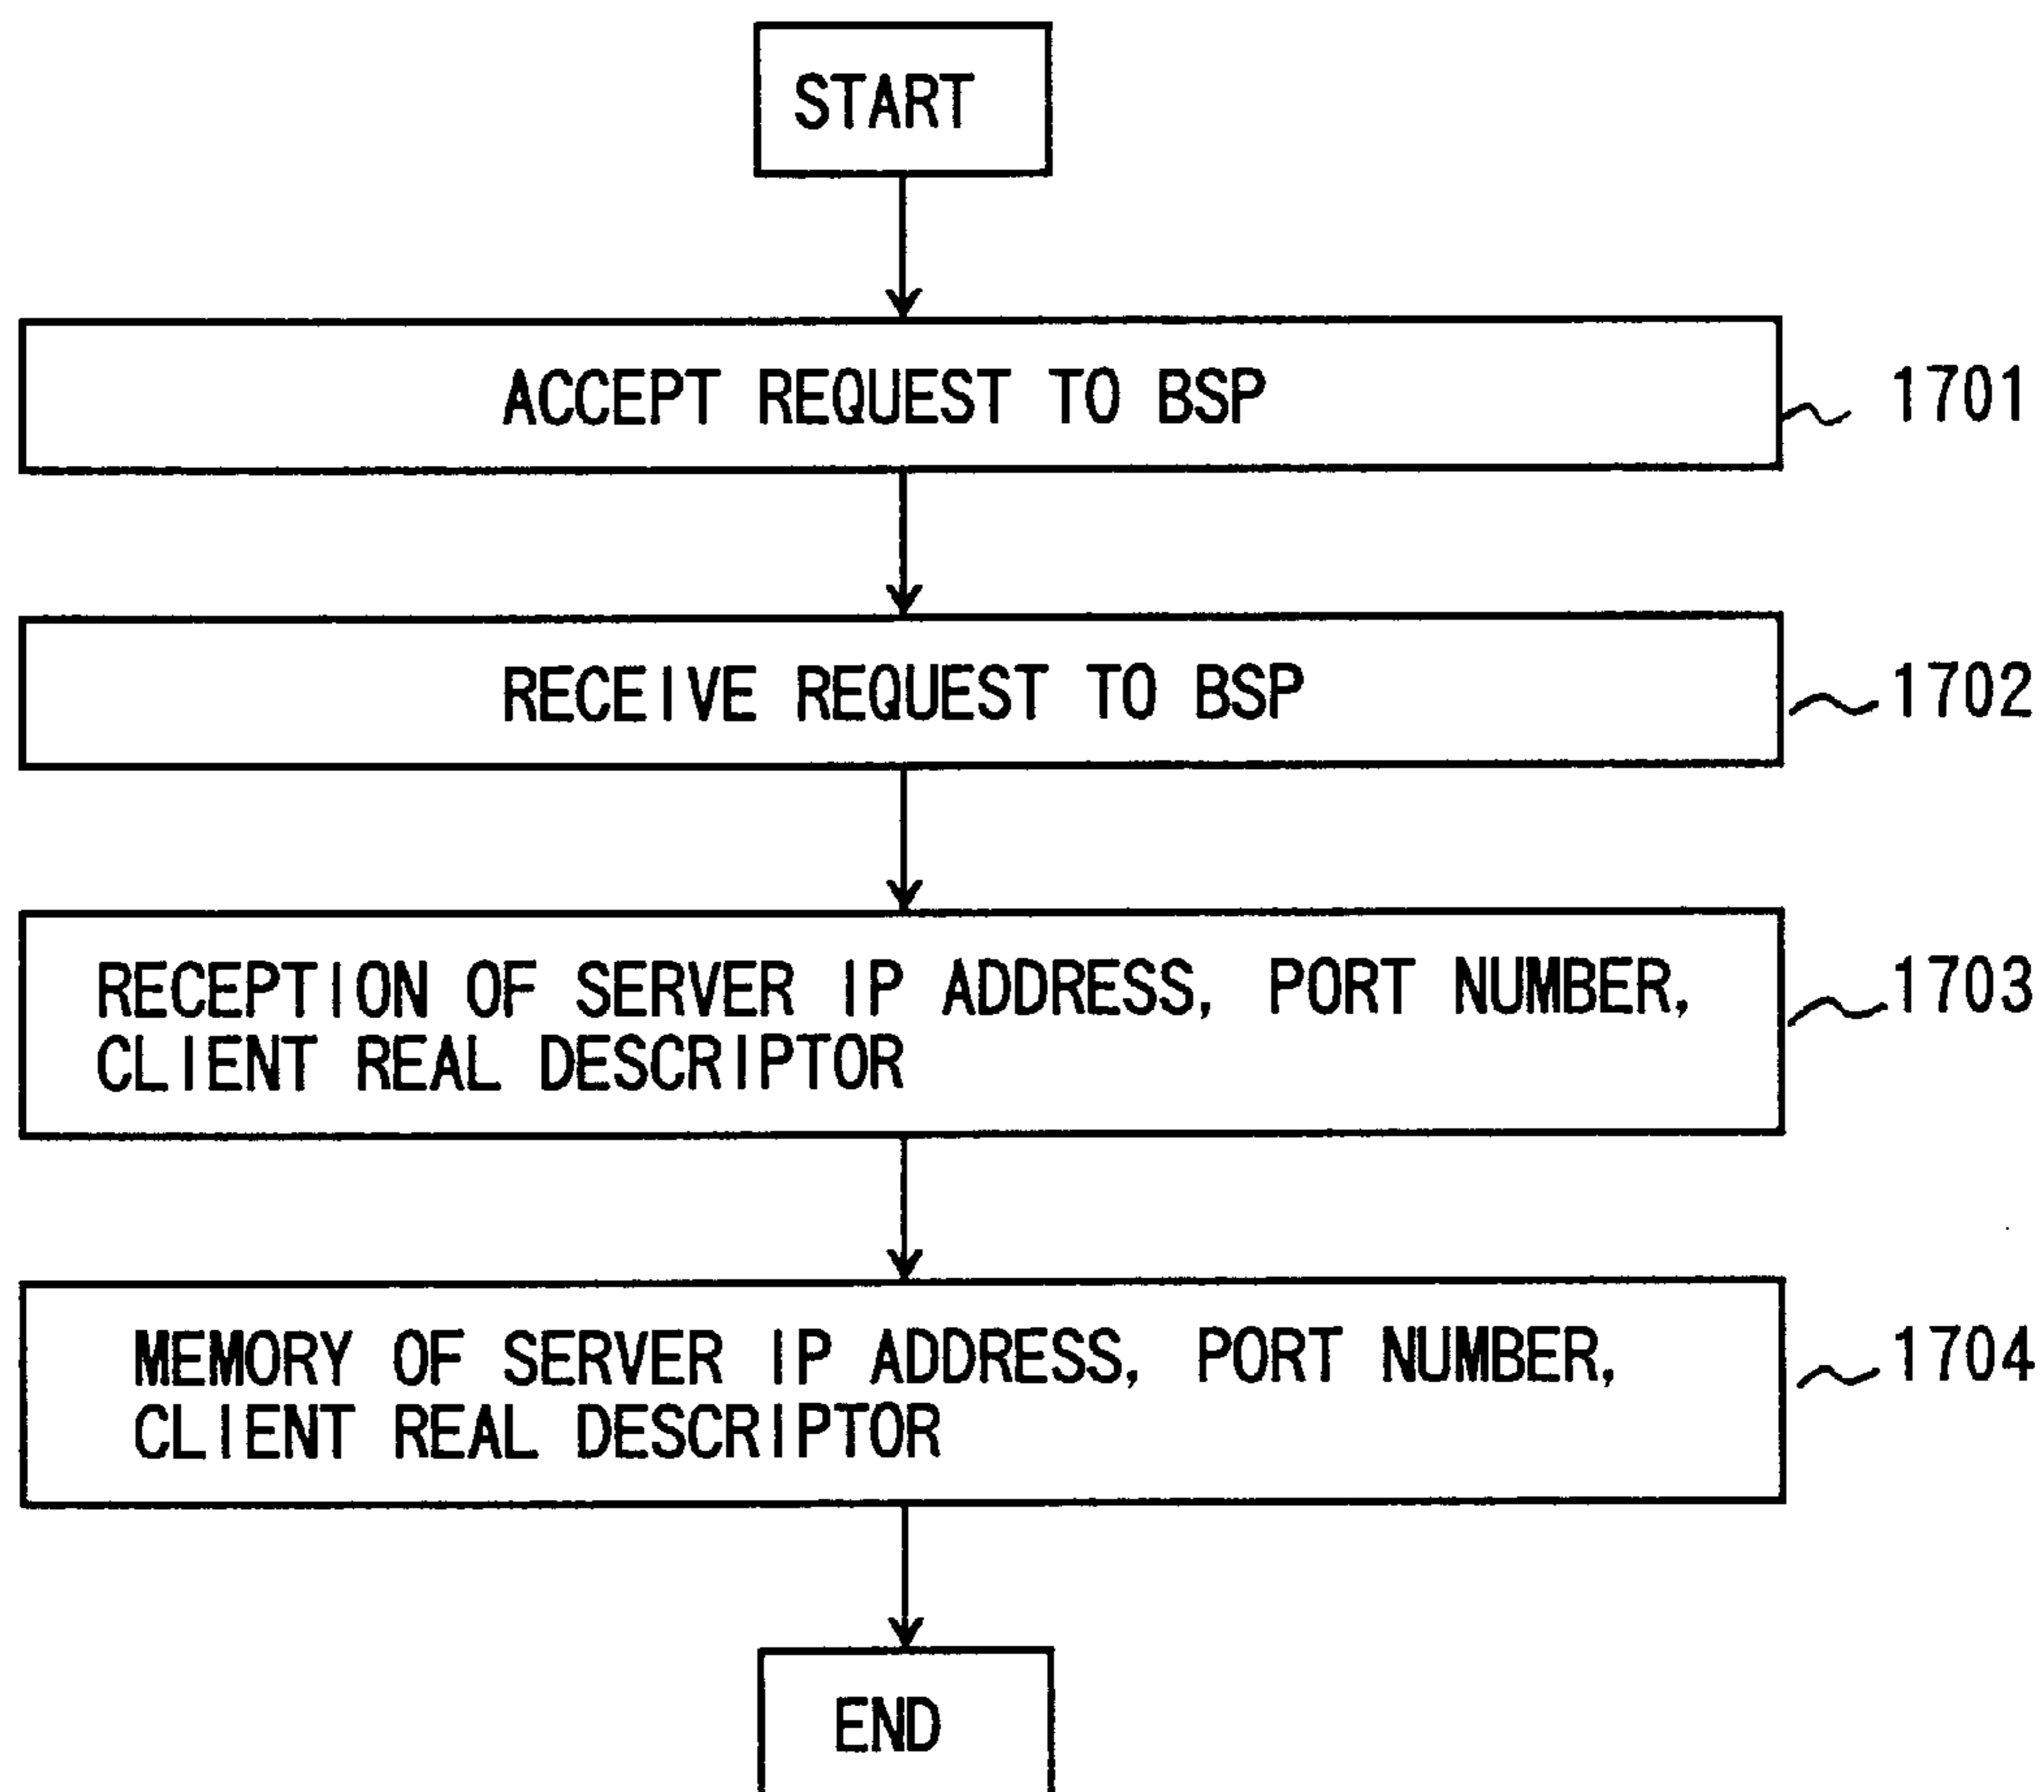 START
ACCEPT REQUEST TO BSP
1701
RECEIVE REQUEST TO BSP
1702
RECEPTION OF SERVER IP ADDRESS, PORT NUMBER,
CLIENT REAL DESCRIPTOR
1703
MEMORY OF SERVER IP ADDRESS, PORT NUMBER,
CLIENT REAL DESCRIPTOR
1704
END